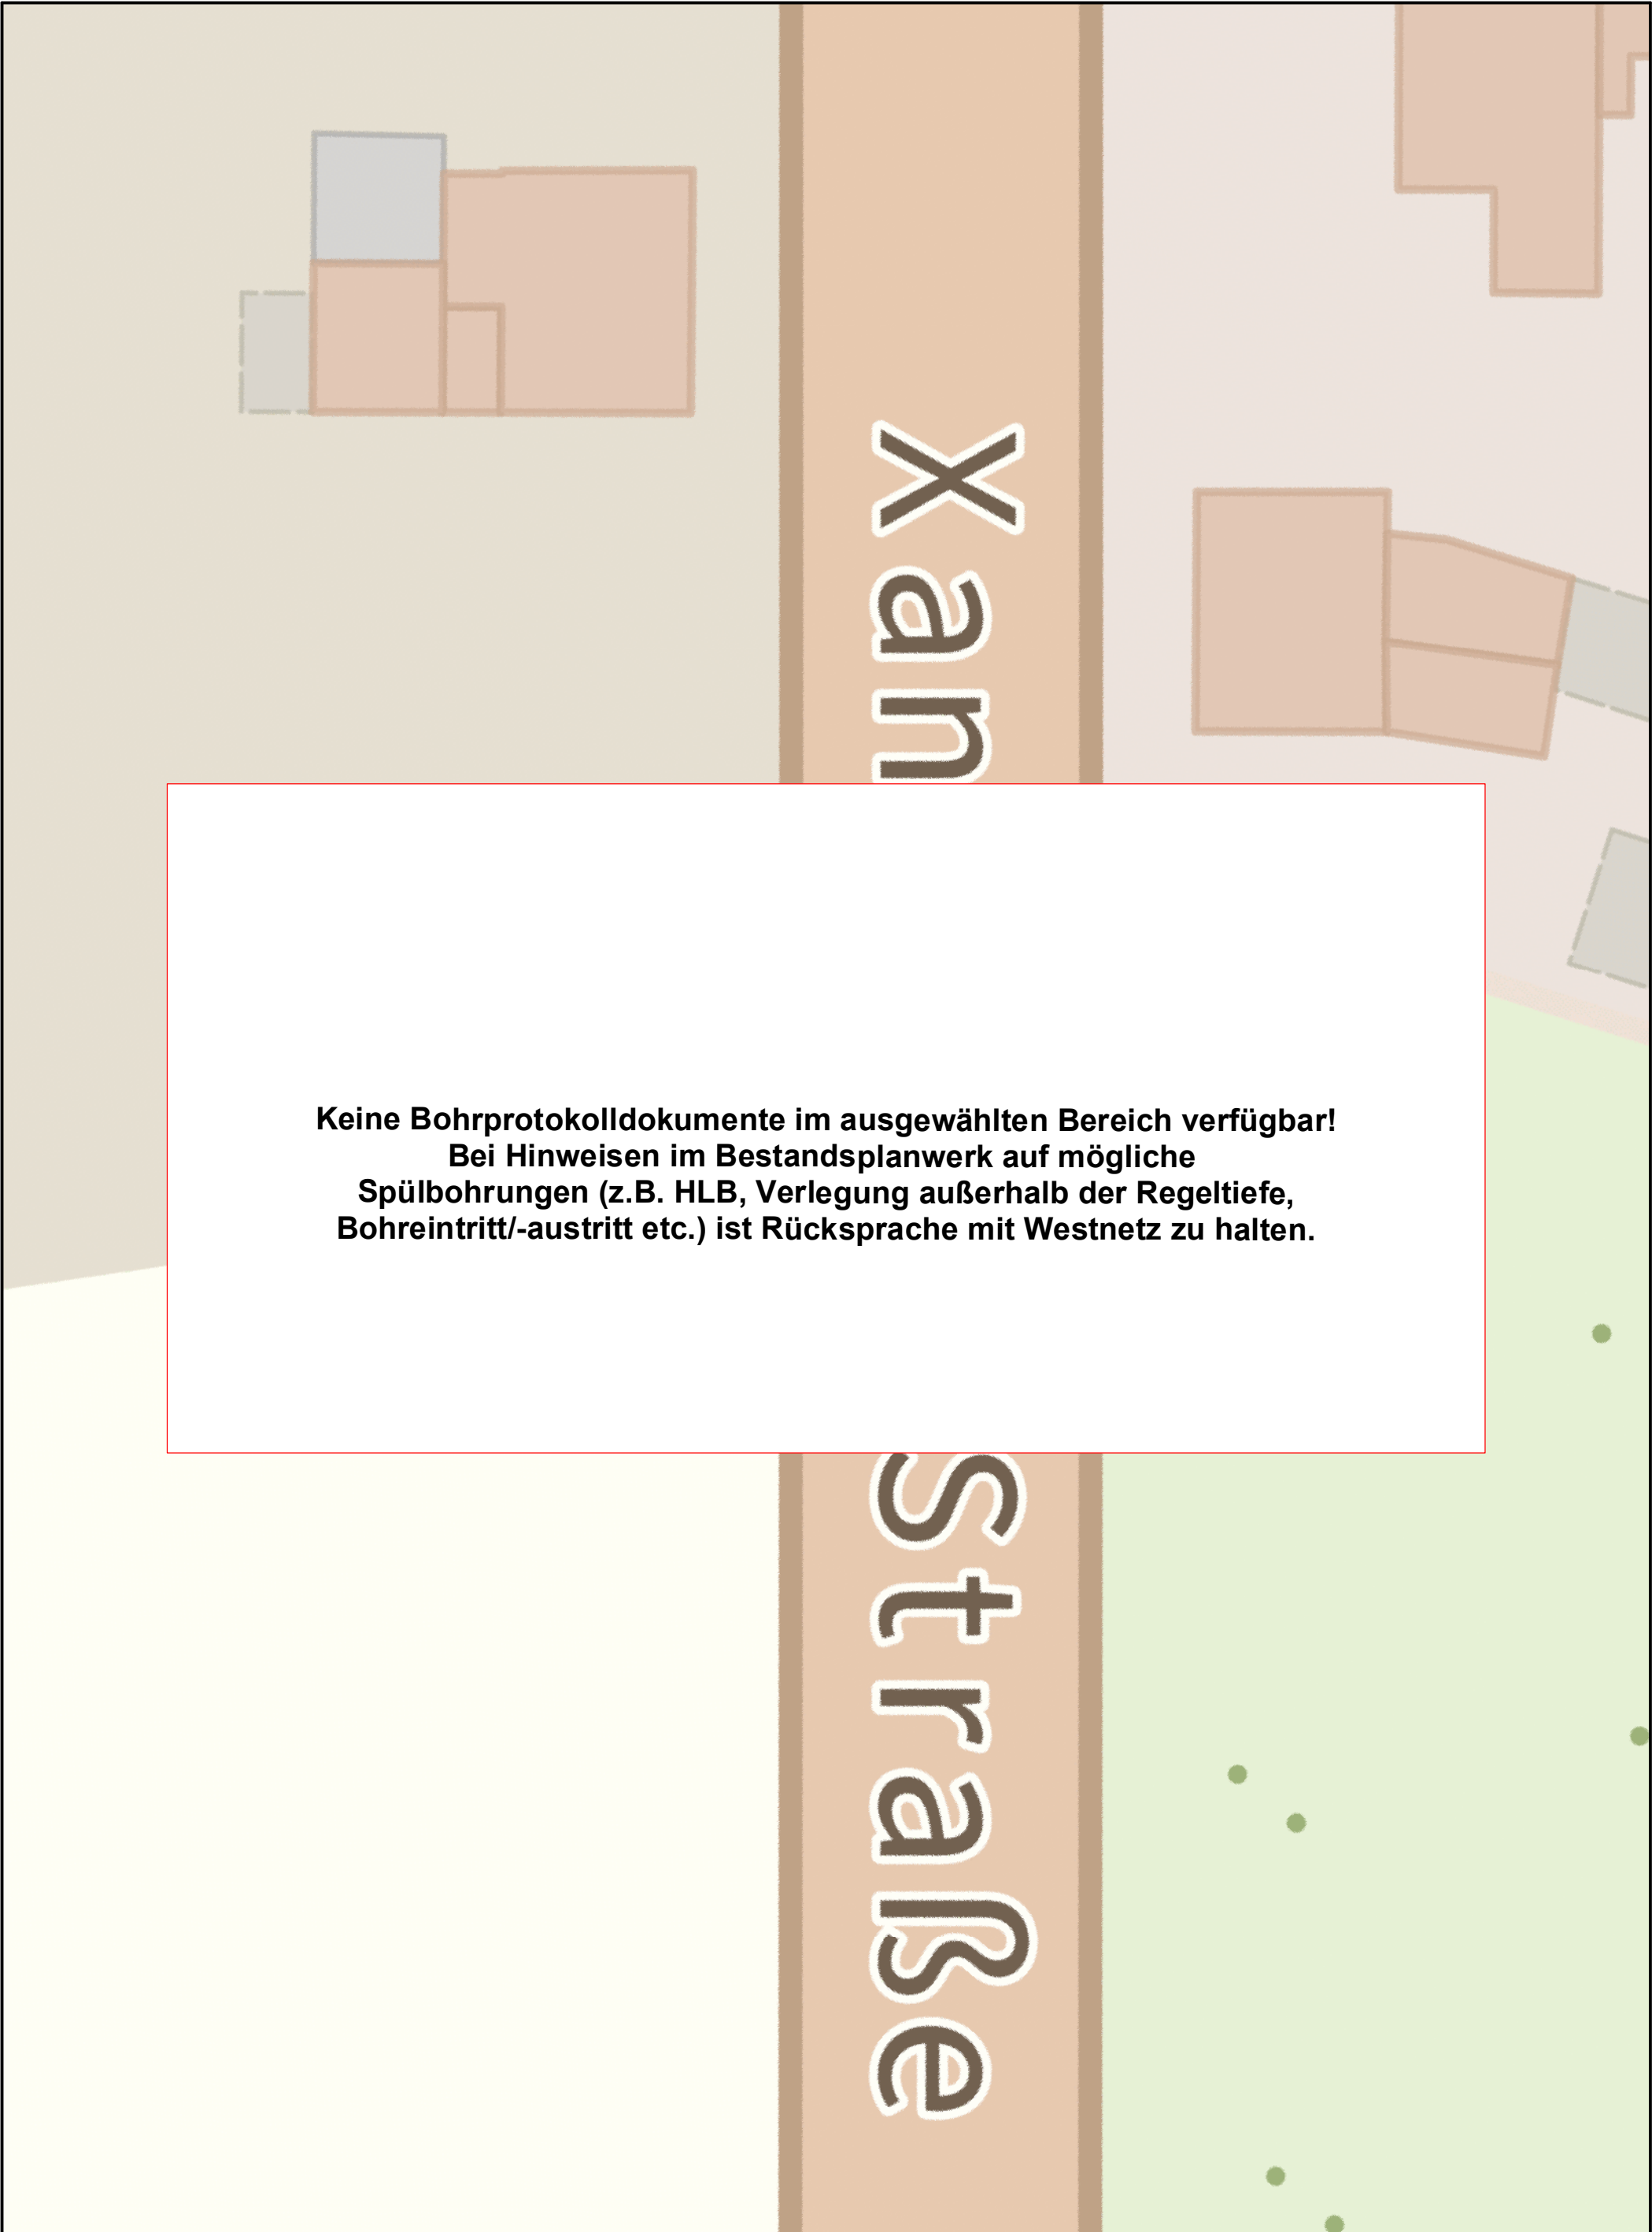 Xan
Keine Bohrprotokolldokumente im ausgewählten Bereich verfügbar!
Bei Hinweisen im Bestandsplanwerk auf mögliche
Spülbohrungen (z.B. HLB, Verlegung außerhalb der Regeltiefe,
Bohreintritt/-austritt etc.) ist Rücksprache mit Westnetz zu halten.
Straße